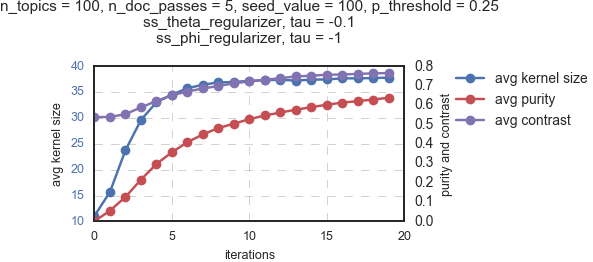 n_topics = 100, n_doc_passes = 5, seed_value = 100, p_threshold = 0.25
ss_theta_regularizer, tau = -0.1
ss_phi_regularizer, tau = -1
40
35
30
25
20
15
10
avg kernel size
0.8
0.7
0.6
0.5
0.4
0.3
0.2
0.1
0.0
purity and contrast
0 5 10 15 20
iterations
avg kernel size
avg purity
avg contrast